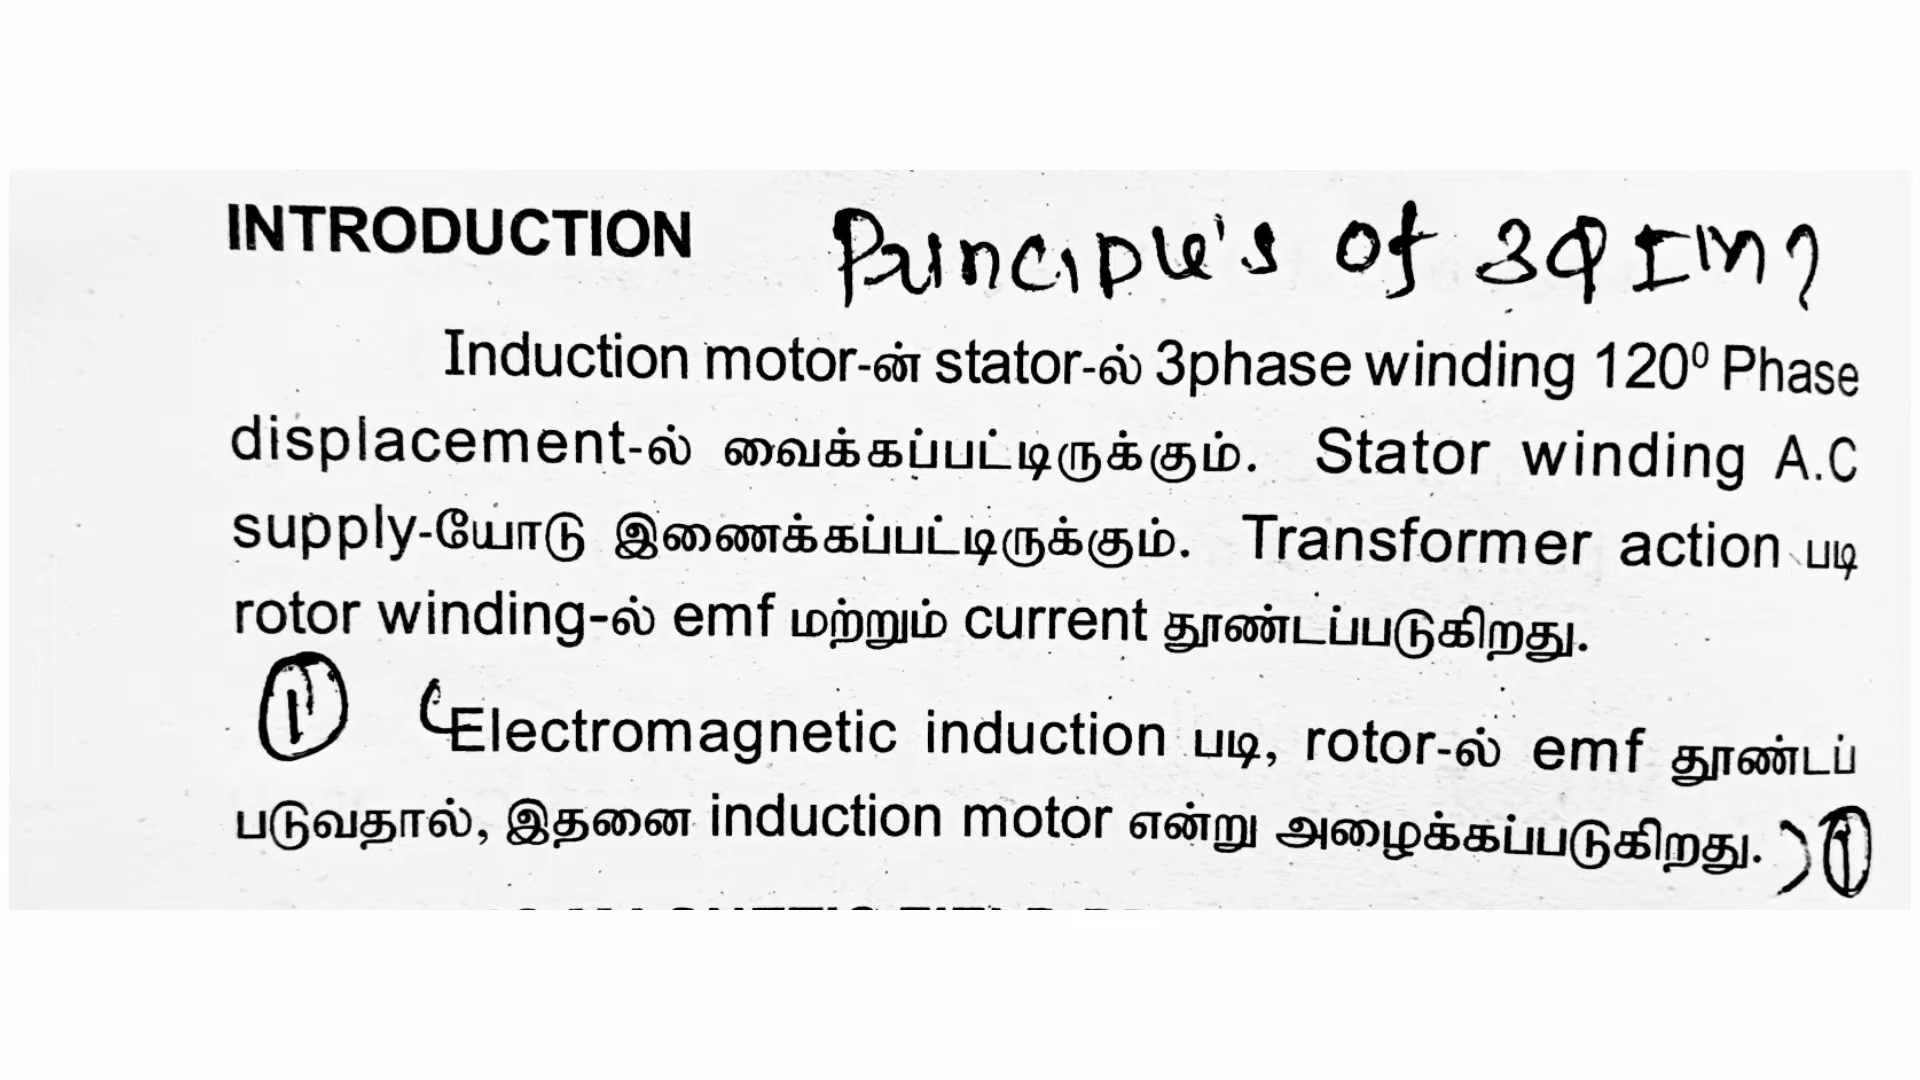 INTRODUCTION Principle's of 3Φ IM?
Induction motor-ன் stator-ல் 3phase winding 120⁰ Phase
displacement-ல் வைக்கப்பட்டிருக்கும். Stator winding A.C
supply-யோடு இணைக்கப்பட்டிருக்கும். Transformer action படி
rotor winding-ல் emf மற்றும் current தூண்டப்படுகிறது.
① (Electromagnetic induction படி, rotor-ல் emf தூண்டப்
படுவதால், இதனை induction motor என்று அழைக்கப்படுகிறது.) ①